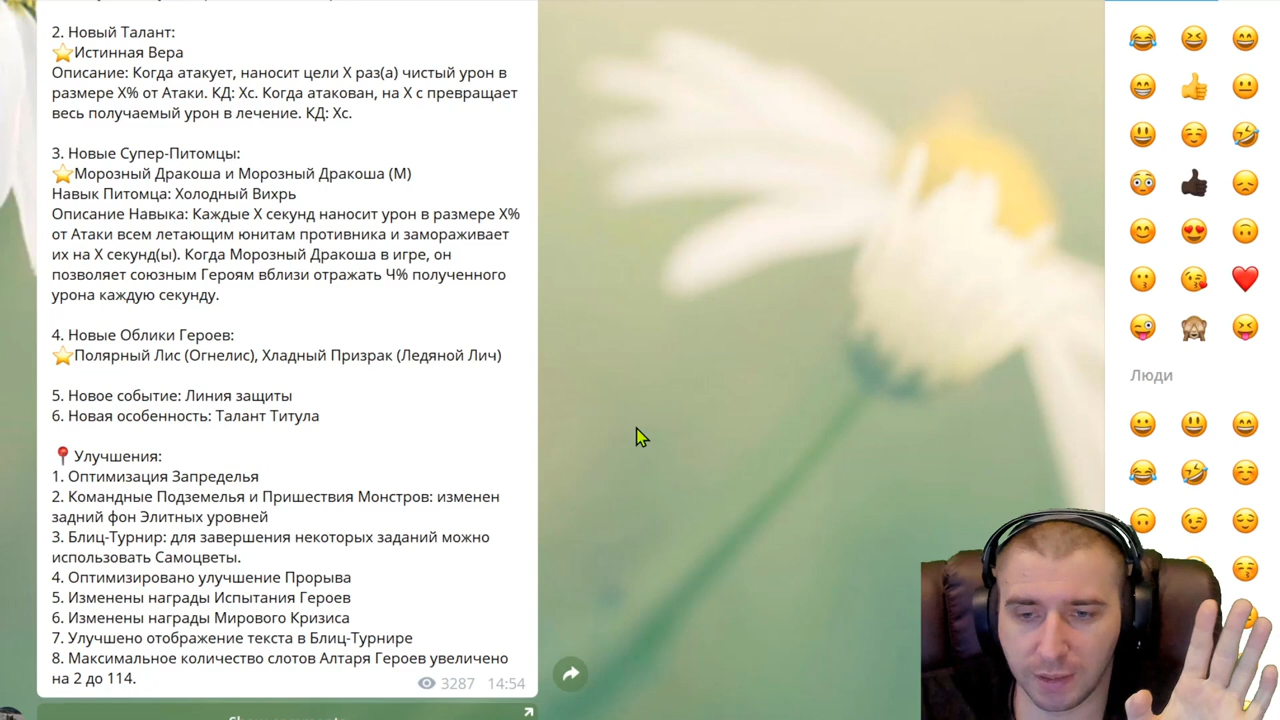 2. Новый Талант:
⭐Истинная Вера
Описание: Когда атакует, наносит цели X раз(а) чистый урон в
размере X% от Атаки. КД: Xс. Когда атакован, на X с превращает
весь получаемый урон в лечение. КД: Xс.
3. Новые Супер-Питомцы:
⭐Морозный Дракоша и Морозный Дракоша (М)
Навык Питомца: Холодный Вихрь
Описание Навыка: Каждые X секунд наносит урон в размере X%
от Атаки всем летающим юнитам противника и замораживает
их на X секунд(ы). Когда Морозный Дракоша в игре, он
позволяет союзным Героям вблизи отражать Ч% полученного
урона каждую секунду.
4. Новые Облики Героев:
⭐Полярный Лис (Огнелис), Хладный Призрак (Ледяной Лич)
5. Новое событие: Линия защиты
6. Новая особенность: Талант Титула
📍Улучшения:
1. Оптимизация Запределья
2. Командные Подземелья и Пришествия Монстров: изменен
задний фон Элитных уровней
3. Блиц-Турнир: для завершения некоторых заданий можно
использовать Самоцветы.
4. Оптимизировано улучшение Прорыва
5. Изменены награды Испытания Героев
6. Изменены награды Мирового Кризиса
7. Улучшено отображение текста в Блиц-Турнире
8. Максимальное количество слотов Алтаря Героев увеличено
на 2 до 114.
3287 14:54
Люди